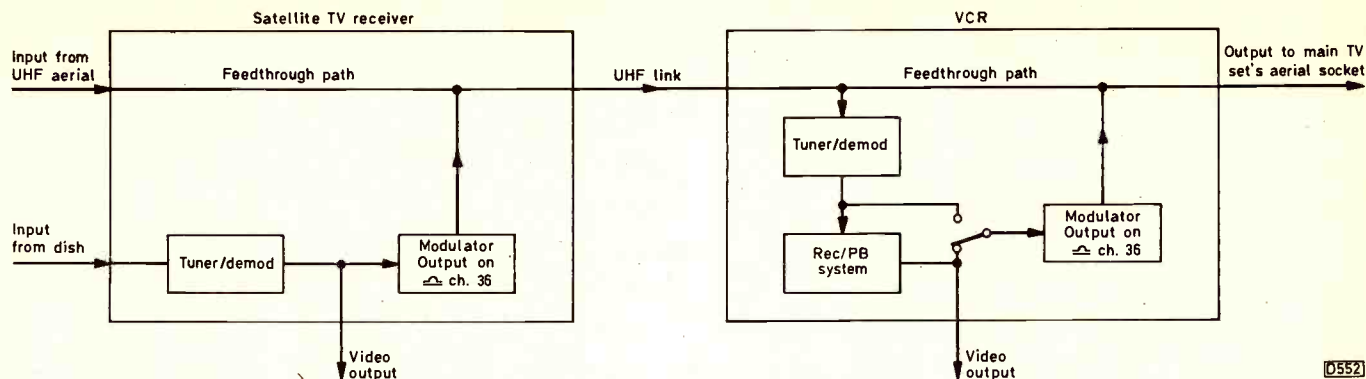 Satellite TV receiver
VCR
Input from
UHF aerial
Feedthrough path
UHF link
Feedthrough path
Output to main TV
set's aerial socket
Tuner/demod
Input
from dish
Tuner/demod
Modulator
Output on
≏ ch. 36
Rec/PB
system
Modulator
Output on
≏ ch. 36
Video
output
Video
output
D552